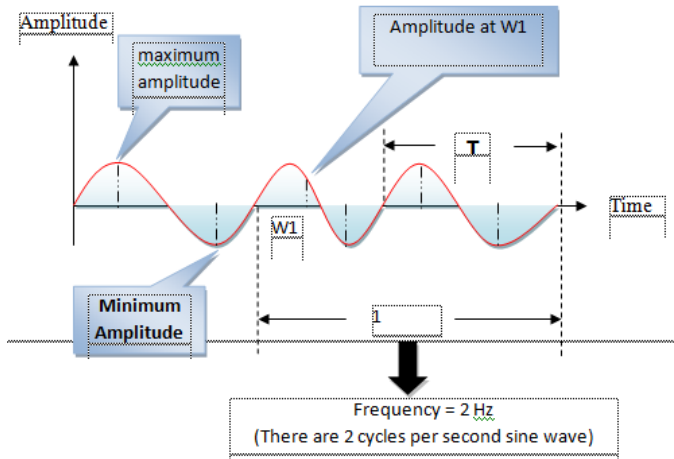 Amplitude
maximum
amplitude
Amplitude at W1
T
Time
W1
Minimum
Amplitude
1
Frequency = 2 Hz
(There are 2 cycles per second sine wave)